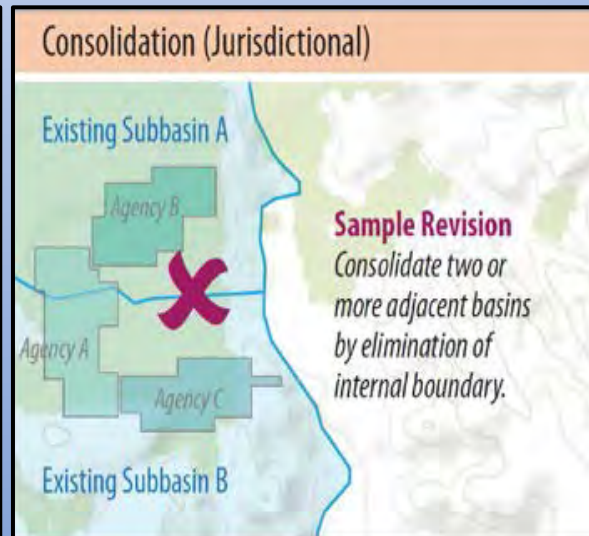 Consolidation (Jurisdictional)
Existing Subbasin A
Agency B
Sample Revision
Consolidate two or
more adjacent basins
by elimination of
internal boundary.
Agency A
Agency C
Existing Subbasin B